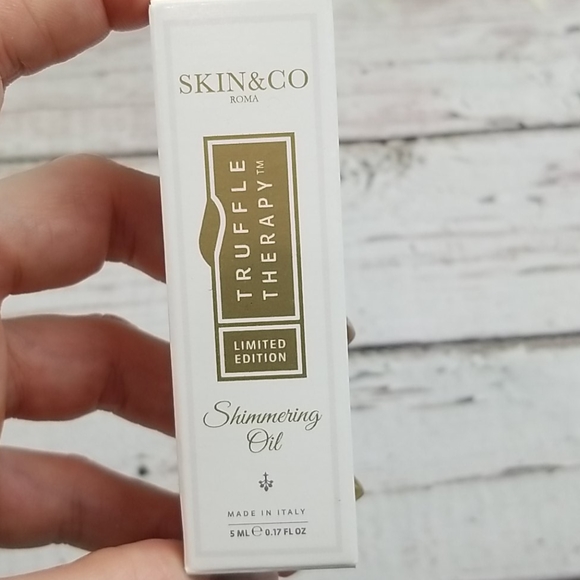 SKIN&CO
ROMA
TRUFFLE
THERAPY™
LIMITED
EDITION
Shimmering
Oil
MADE IN ITALY
5 ML ℮ 0.17 FL OZ